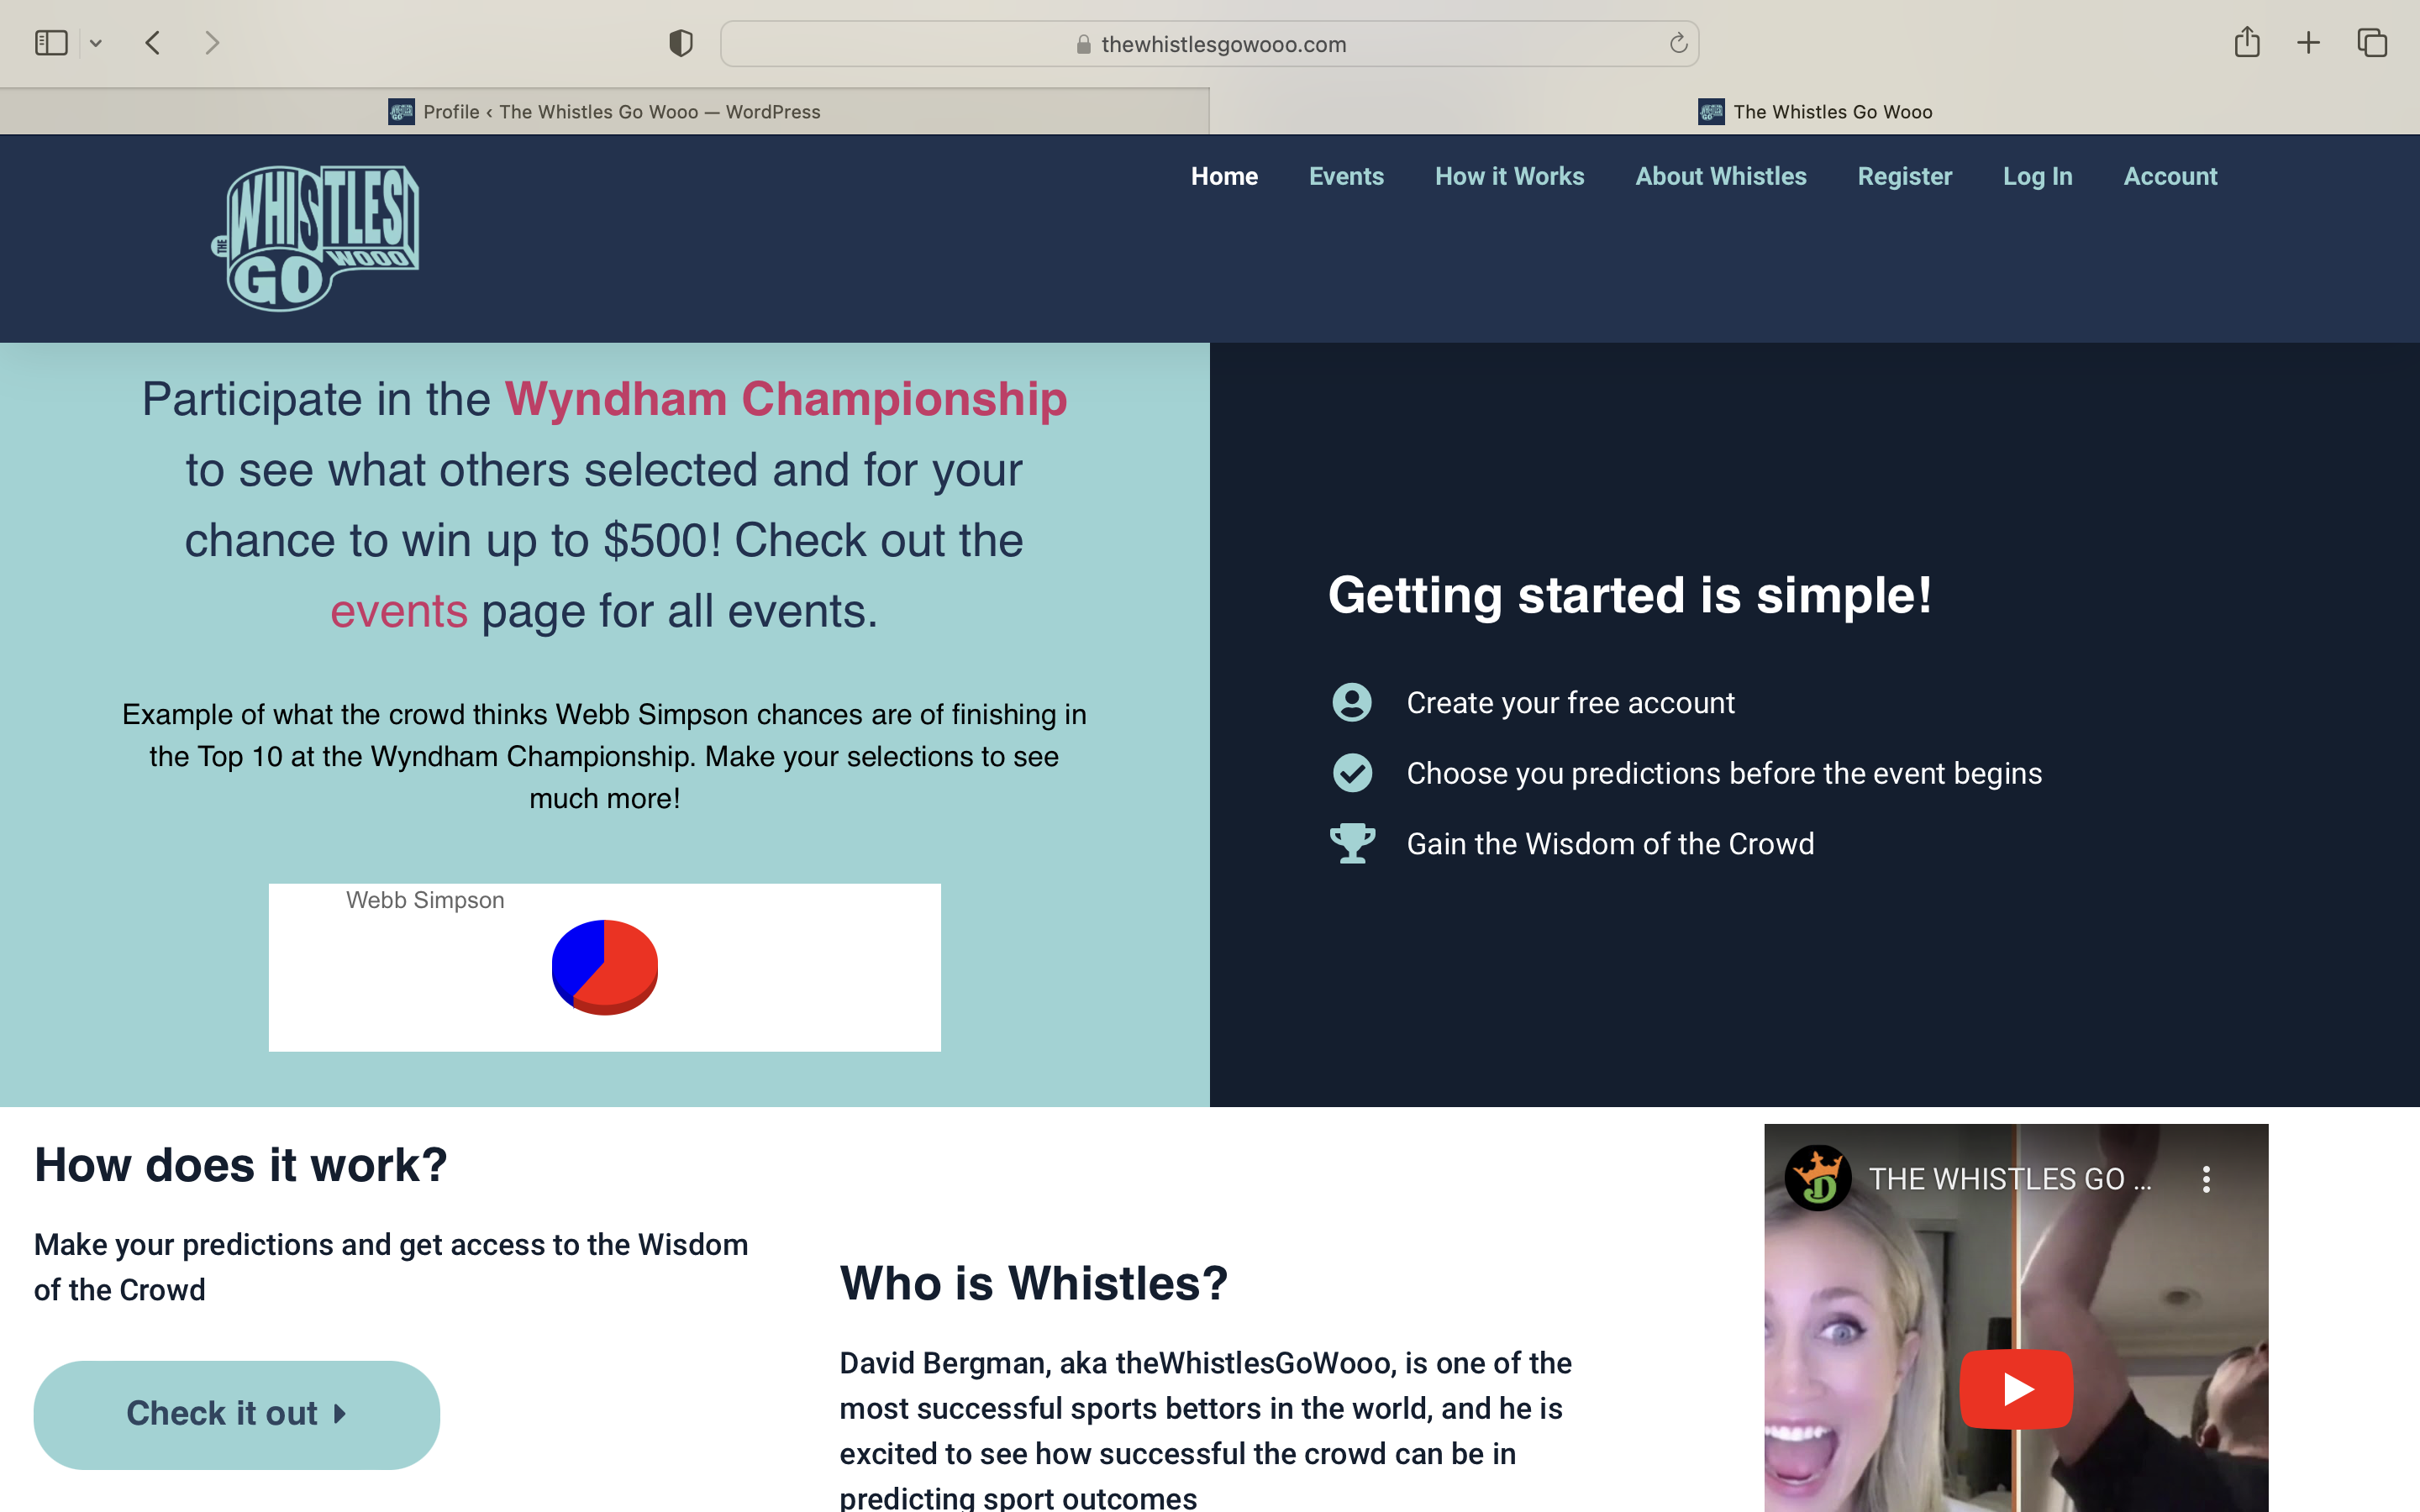 thewhistlesgowooo.com
Profile ‹ The Whistles Go Wooo — WordPress
The Whistles Go Wooo
THE WHISTLES GO WOOO
Home Events How it Works About Whistles Register Log In Account
Participate in the Wyndham Championship
to see what others selected and for your
chance to win up to $500! Check out the
events page for all events.
Example of what the crowd thinks Webb Simpson chances are of finishing in
the Top 10 at the Wyndham Championship. Make your selections to see
much more!
Webb Simpson
Getting started is simple!
Create your free account
Choose you predictions before the event begins
Gain the Wisdom of the Crowd
How does it work?
Make your predictions and get access to the Wisdom
of the Crowd
Check it out
Who is Whistles?
David Bergman, aka theWhistlesGoWooo, is one of the
most successful sports bettors in the world, and he is
excited to see how successful the crowd can be in
predicting sport outcomes
THE WHISTLES GO ...